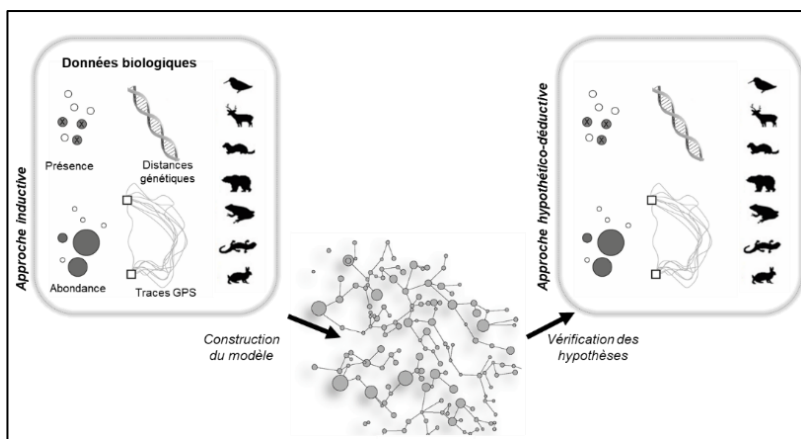 Données biologiques
Approche inductive
Présence
Distances
génétiques
Abondance
Traces GPS
Construction
du modèle
Vérification des
hypothèses
Approche hypothético-déductive